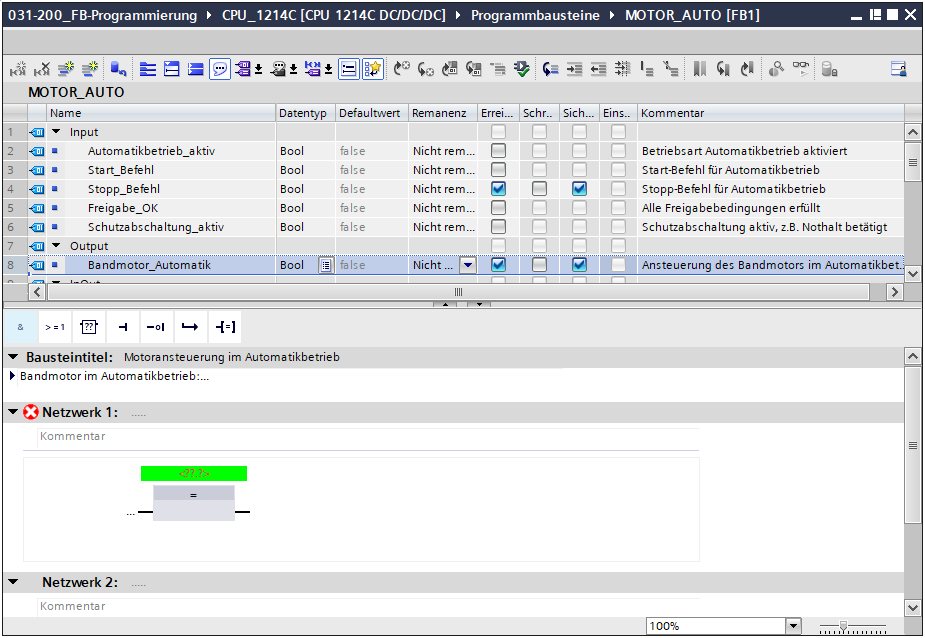 031-200_FB-Programmierung ▸ CPU_1214C [CPU 1214C DC/DC/DC] ▸ Programmbausteine ▸ MOTOR_AUTO [FB1]
MOTOR_AUTO
Name Datentyp Defaultwert Remanenz Errei... Schr... Sich... Eins... Kommentar
1 Input
2 Automatikbetrieb_aktiv Bool false Nicht rem... Betriebsart Automatikbetrieb aktiviert
3 Start_Befehl Bool false Nicht rem... Start-Befehl für Automatikbetrieb
4 Stopp_Befehl Bool false Nicht rem... Stopp-Befehl für Automatikbetrieb
5 Freigabe_OK Bool false Nicht rem... Alle Freigabebedingungen erfüllt
6 Schutzabschaltung_aktiv Bool false Nicht rem... Schutzabschaltung aktiv, z.B. Nothalt betätigt
7 Output
8 Bandmotor_Automatik Bool false Nicht ... Ansteuerung des Bandmotors im Automatikbet...
InOut
& >=1 ?? -o| -[=]
Bausteintitel: Motoransteuerung im Automatikbetrieb
Bandmotor im Automatikbetrieb:...
Netzwerk 1: .....
Kommentar
<??.?>
=
...
Netzwerk 2: .....
Kommentar
100%